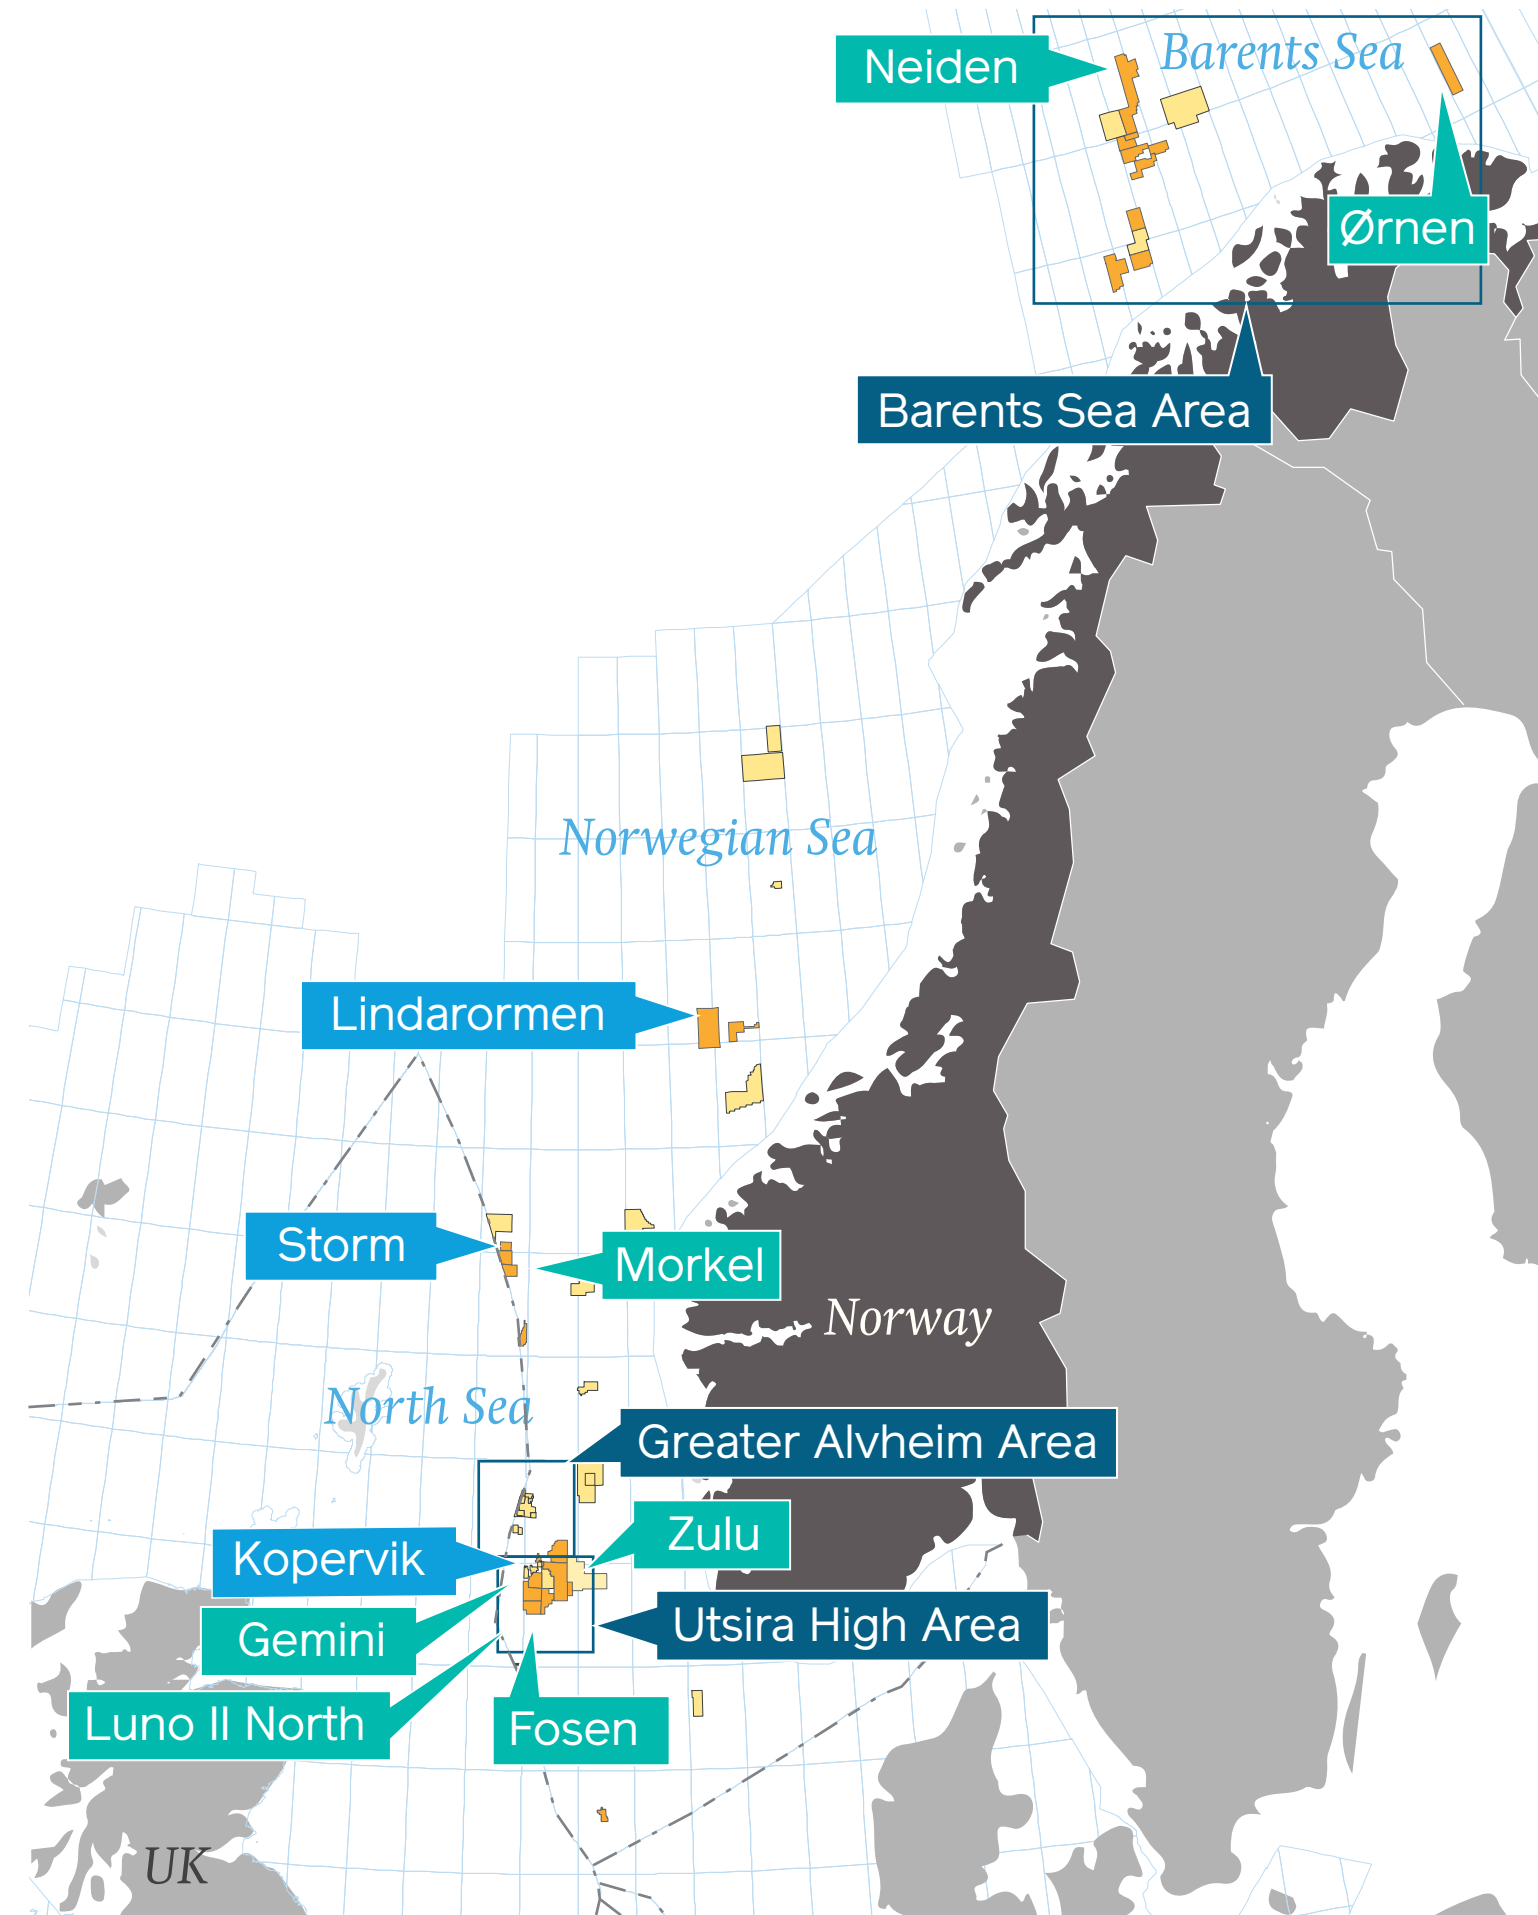 Barents Sea
Neiden
Ørnen
Barents Sea Area
Norwegian Sea
Lindarormen
Storm
Morkel
Norway
North Sea
Greater Alvheim Area
Zulu
Kopervik
Utsira High Area
Gemini
Luno II North
Fosen
UK